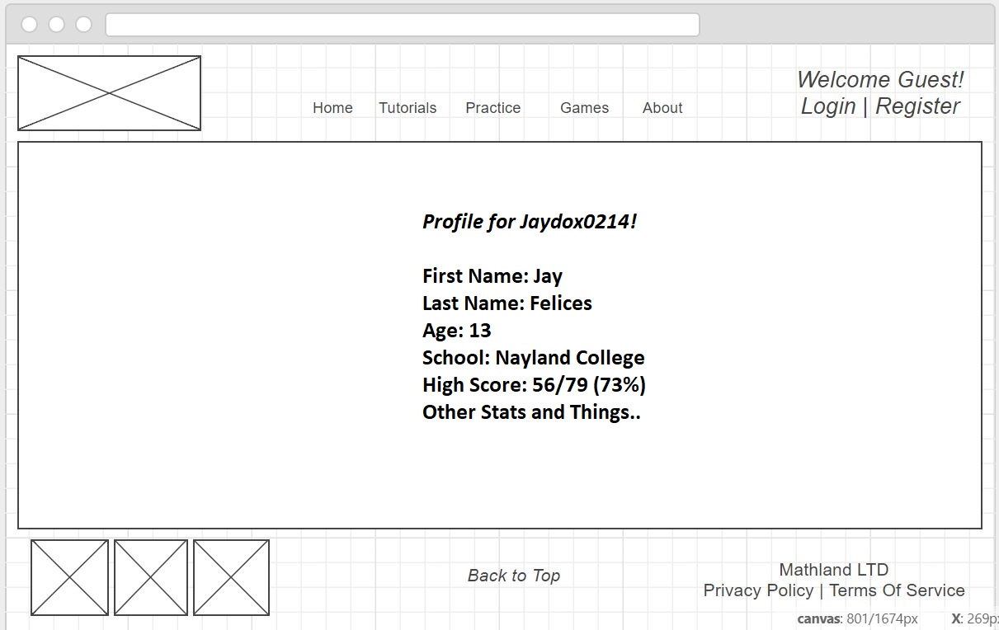 Welcome Guest!
Home Tutorials Practice Games About Login | Register
Profile for Jaydox0214!
First Name: Jay
Last Name: Felices
Age: 13
School: Nayland College
High Score: 56/79 (73%)
Other Stats and Things..
Back to Top
Mathland LTD
Privacy Policy | Terms Of Service
canvas: 801/1674px X: 269p